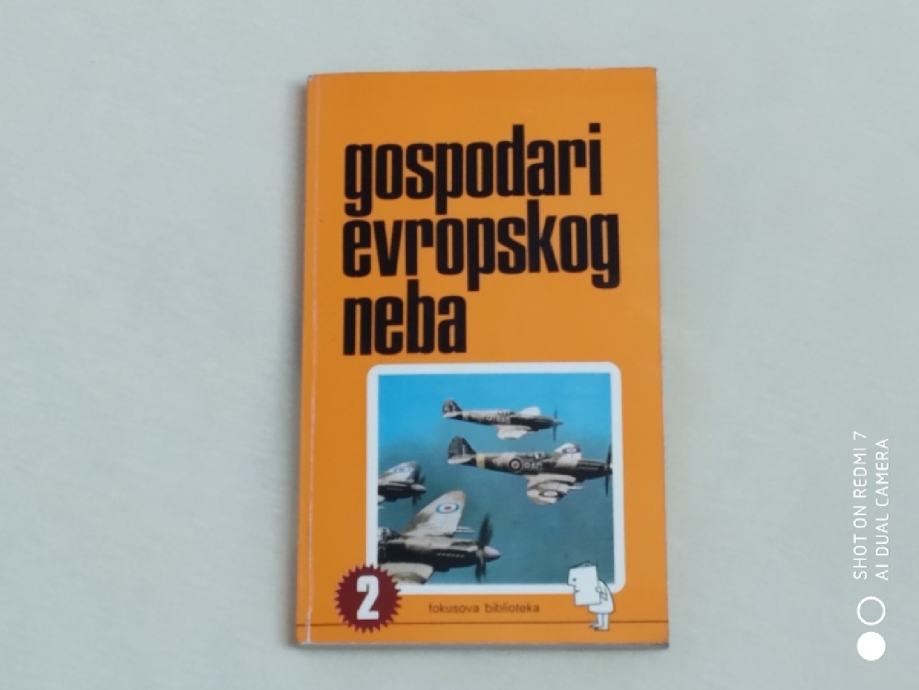 gospodari
evropskog
neba
2
fokusova biblioteka
SHOT ON REDMI 7
AI DUAL CAMERA